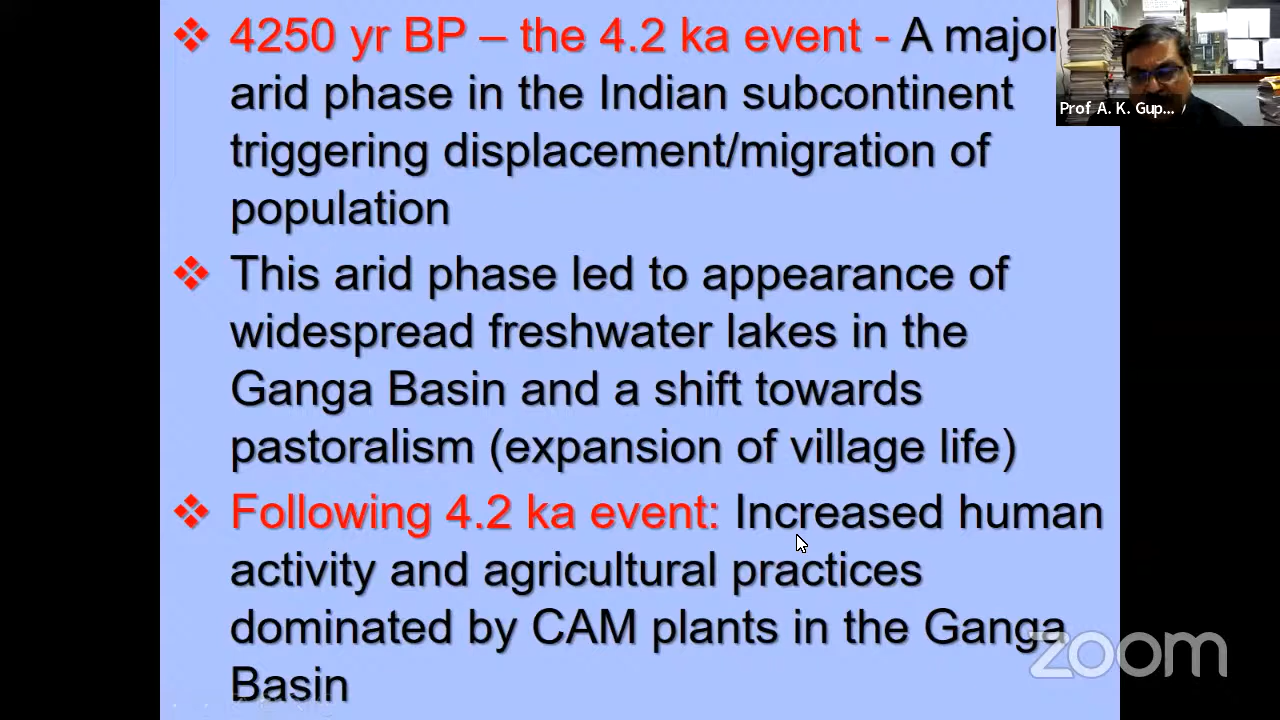 ❖ 4250 yr BP – the 4.2 ka event - A major
arid phase in the Indian subcontinent
triggering displacement/migration of
population
❖ This arid phase led to appearance of
widespread freshwater lakes in the
Ganga Basin and a shift towards
pastoralism (expansion of village life)
❖ Following 4.2 ka event: Increased human
activity and agricultural practices
dominated by CAM plants in the Ganga
Basin
Prof A. K. Gup...
zoom